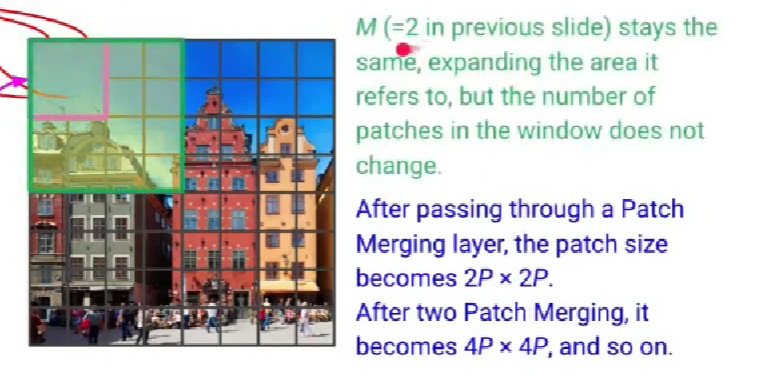 M (=2 in previous slide) stays the
same, expanding the area it
refers to, but the number of
patches in the window does not
change.
After passing through a Patch
Merging layer, the patch size
becomes 2P × 2P.
After two Patch Merging, it
becomes 4P × 4P, and so on.